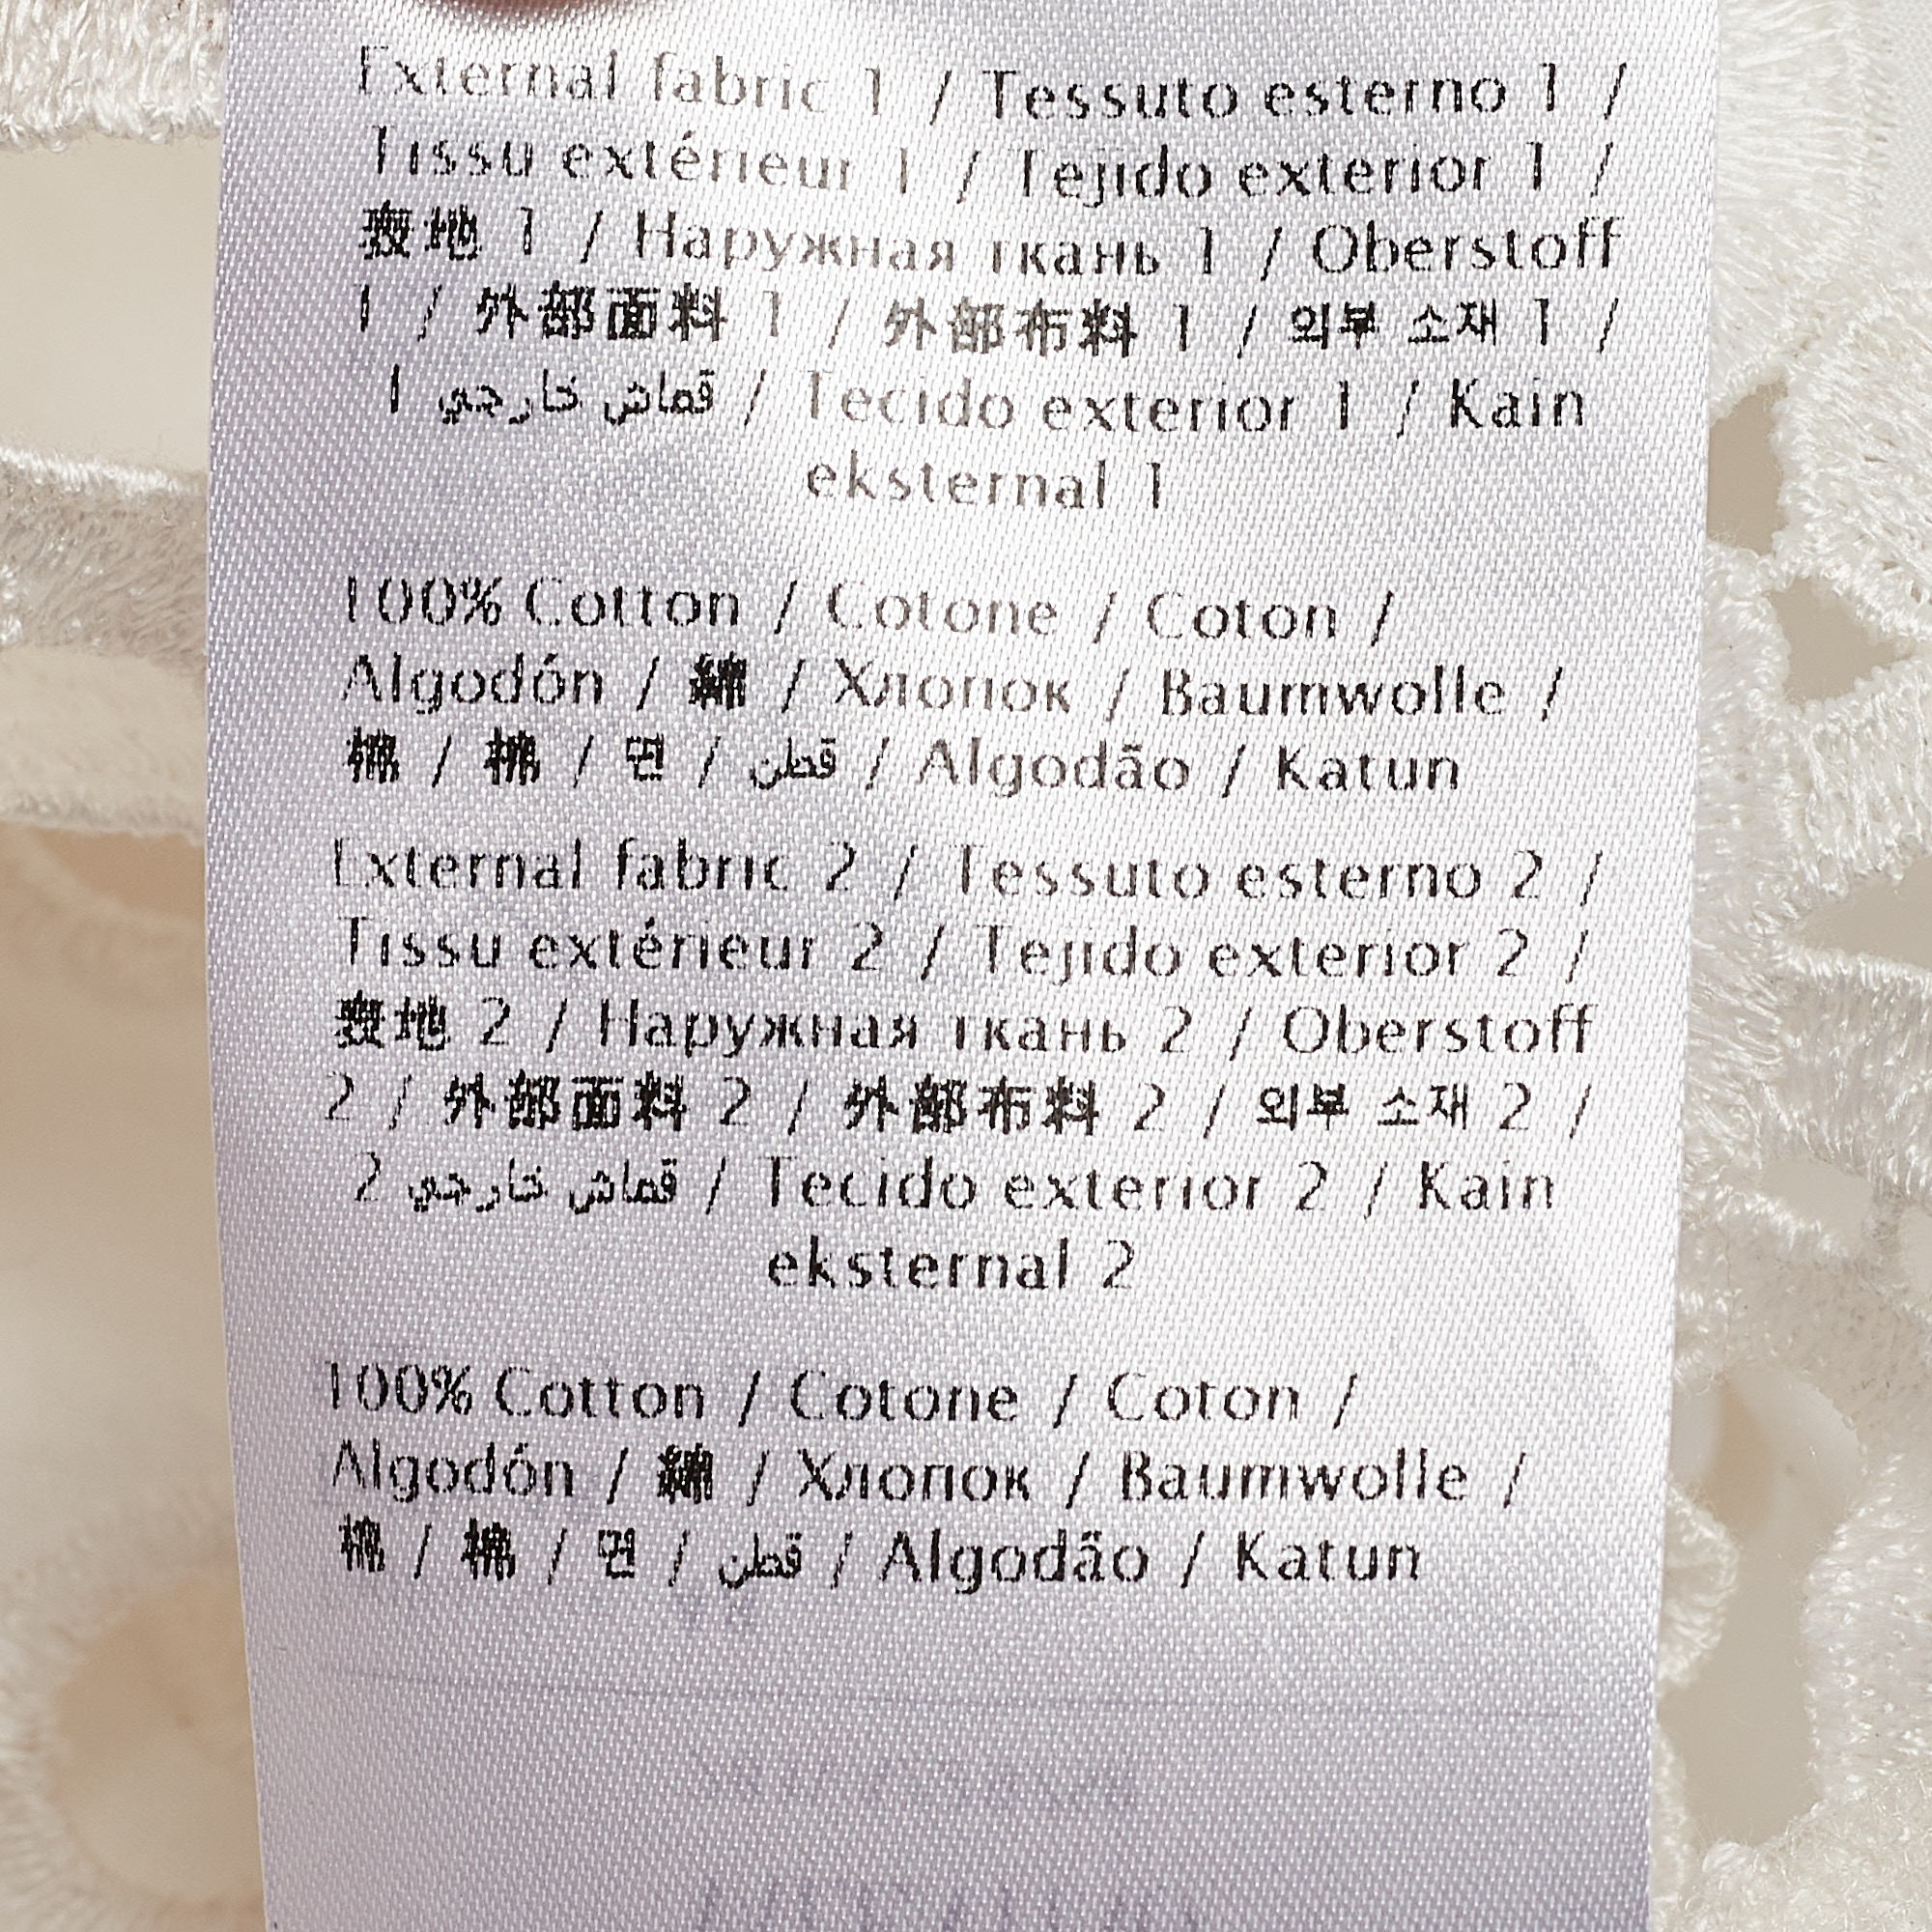 External fabric 1 / Tessuto esterno 1 /
Tissu extérieur 1 / Tejido exterior 1 /
表地 1 / Наружная ткань 1 / Oberstoff
1 / 外部面料 1 / 外部布料 1 / 외부 소재 1 /
قماش خارجي 1 / Tecido exterior 1 / Kain
eksternal 1
100% Cotton / Cotone / Coton /
Algodón / 綿 / Хлопок / Baumwolle /
棉 / 棉 / 면 / قطن / Algodão / Katun
External fabric 2 / Tessuto esterno 2 /
Tissu extérieur 2 / Tejido exterior 2 /
表地 2 / Наружная ткань 2 / Oberstoff
2 / 外部面料 2 / 外部布料 2 / 외부 소재 2 /
قماش خارجي 2 / Tecido exterior 2 / Kain
eksternal 2
100% Cotton / Cotone / Coton /
Algodón / 綿 / Хлопок / Baumwolle /
棉 / 棉 / 면 / قطن / Algodão / Katun